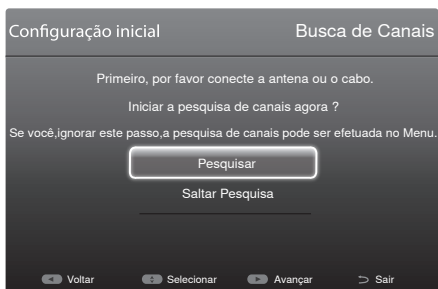 Configuração inicial Busca de Canais
Primeiro, por favor conecte a antena ou o cabo.
Iniciar a pesquisa de canais agora ?
Se você,ignorar este passo,a pesquisa de canais pode ser efetuada no Menu.
Pesquisar
Saltar Pesquisa
Voltar Selecionar Avançar Sair